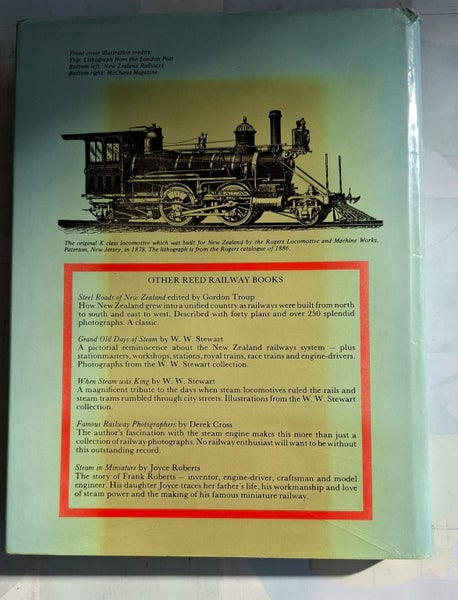 Front cover illustration credits:
Top: Lithograph from the London Post
Bottom left: New Zealand Railways
Bottom right: McClures Magazine
The original K class locomotive which was built for New Zealand by the Rogers Locomotive and Machine Works,
Paterson, New Jersey, in 1878. The lithograph is from the Rogers catalogue of 1886.
OTHER REED RAILWAY BOOKS
Steel Roads of New Zealand edited by Gordon Troup
How New Zealand grew into a unified country as railways were built from north
to south and east to west. Described with forty plans and over 250 splendid
photographs. A classic.
Grand Old Days of Steam by W. W. Stewart
A pictorial reminiscence about the New Zealand railways system – plus
stationmasters, workshops, stations, royal trains, race trains and engine-drivers.
Photographs from the W. W. Stewart collection.
When Steam was King by W. W. Stewart
A magnificent tribute to the days when steam locomotives ruled the rails and
steam trams rumbled through city streets. Illustrations from the W. W. Stewart
collection.
Famous Railway Photographers by Derek Cross
The author's fascination with the steam engine makes this more than just a
collection of railway photographs. No railway enthusiast will want to be without
this outstanding record.
Steam in Miniature by Joyce Roberts
The story of Frank Roberts – inventor, engine-driver, craftsman and model
engineer. His daughter Joyce traces her father's life, his workmanship and love
of steam power and the making of his famous miniature railway.